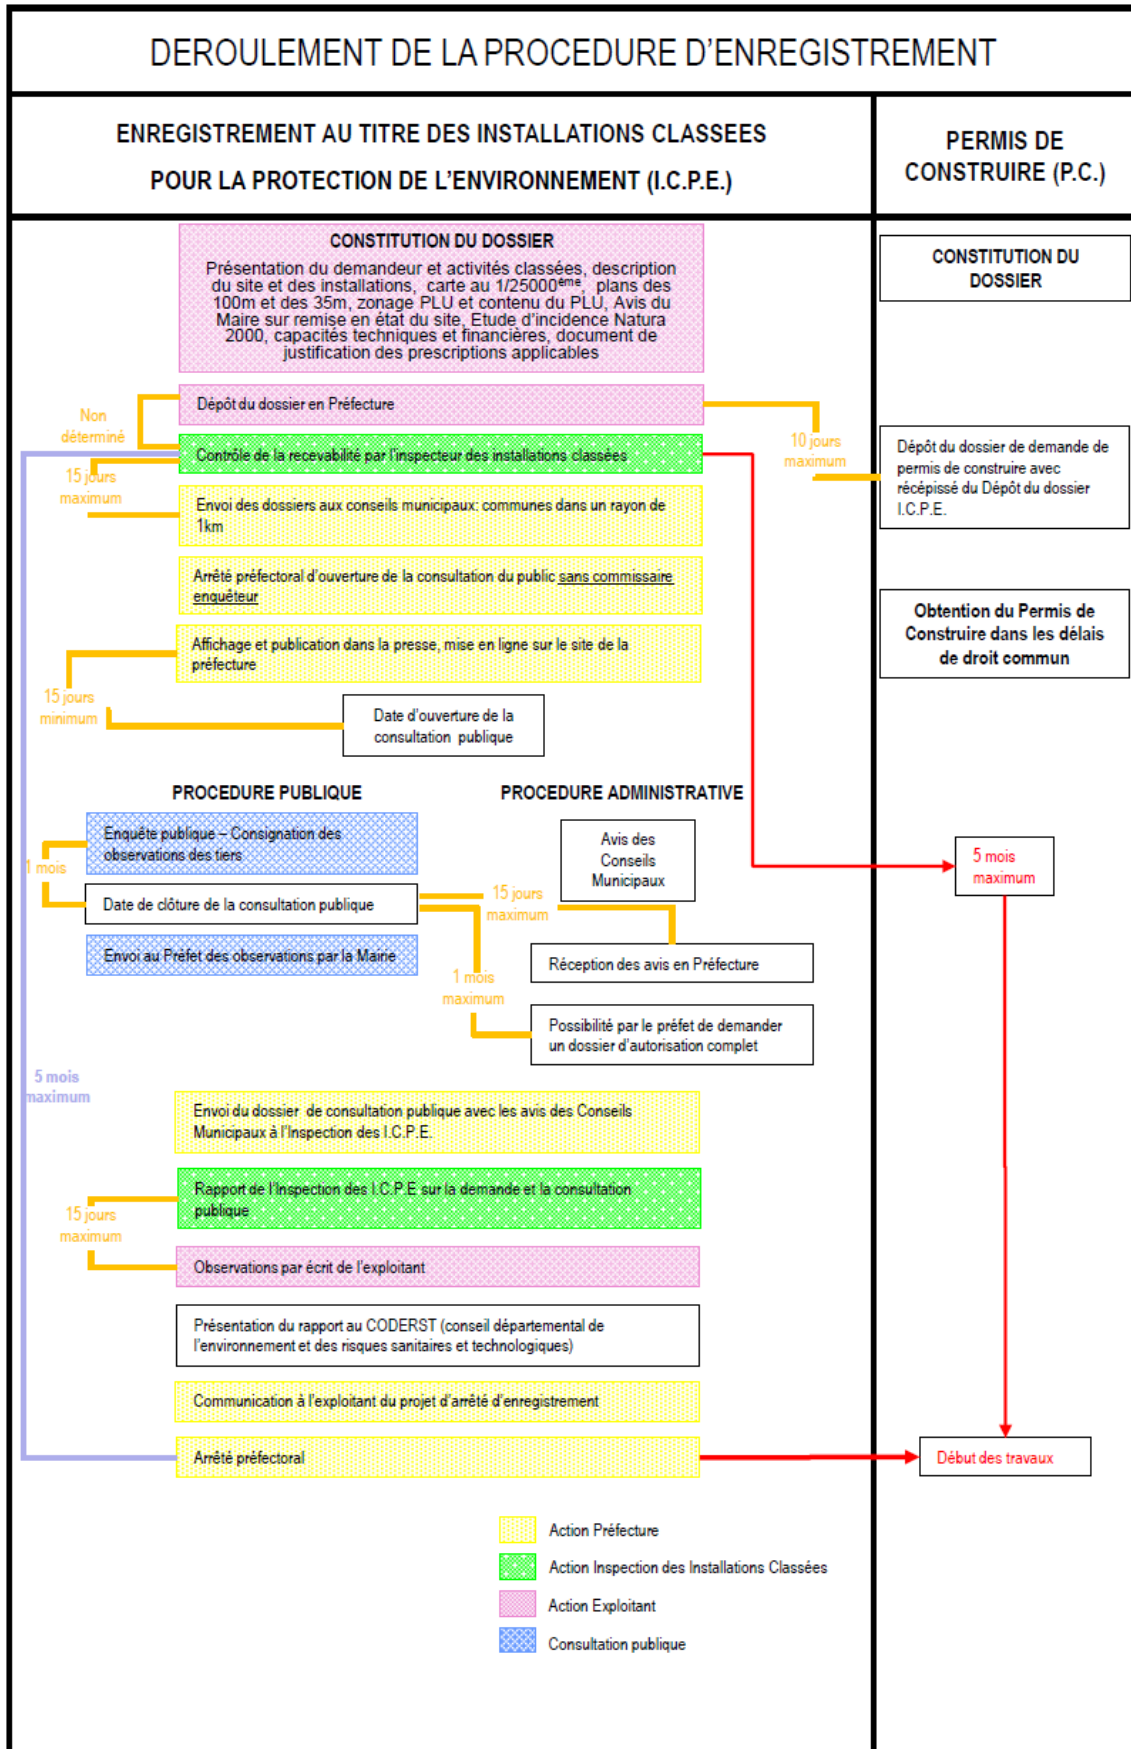 DEROULEMENT DE LA PROCEDURE D'ENREGISTREMENT
ENREGISTREMENT AU TITRE DES INSTALLATIONS CLASSEES
POUR LA PROTECTION DE L'ENVIRONNEMENT (I.C.P.E.)
PERMIS DE
CONSTRUIRE (P.C.)
CONSTITUTION DU DOSSIER
Présentation du demandeur et activités classées, description
du site et des installations, carte au 1/25000ème, plans des
100m et des 35m, zonage PLU et contenu du PLU, Avis du
Maire sur remise en état du site, Etude d'incidence Natura
2000, capacités techniques et financières, document de
justification des prescriptions applicables
CONSTITUTION DU
DOSSIER
Dépôt du dossier en Préfecture
Non
déterminé
10 jours
maximum
Contrôle de la recevabilité par l'inspecteur des installations classées
Dépôt du dossier de demande de
permis de construire avec
récépissé du Dépôt du dossier
I.C.P.E.
15 jours
maximum
Envoi des dossiers aux conseils municipaux: communes dans un rayon de
1km
Arrêté préfectoral d'ouverture de la consultation du public sans commissaire
enquêteur
Obtention du Permis de
Construire dans les délais
de droit commun
Affichage et publication dans la presse, mise en ligne sur le site de la
préfecture
15 jours
minimum
Date d'ouverture de la
consultation publique
PROCEDURE PUBLIQUE
PROCEDURE ADMINISTRATIVE
Enquête publique – Consignation des
observations des tiers
Avis des
Conseils
Municipaux
5 mois
maximum
1 mois
Date de clôture de la consultation publique
15 jours
maximum
Envoi au Préfet des observations par la Mairie
Réception des avis en Préfecture
1 mois
maximum
Possibilité par le préfet de demander
un dossier d'autorisation complet
5 mois
maximum
Envoi du dossier de consultation publique avec les avis des Conseils
Municipaux à l'Inspection des I.C.P.E.
Rapport de l'Inspection des I.C.P.E sur la demande et la consultation
publique
15 jours
maximum
Observations par écrit de l'exploitant
Présentation du rapport au CODERST (conseil départemental de
l'environnement et des risques sanitaires et technologiques)
Communication à l'exploitant du projet d'arrêté d'enregistrement
Arrêté préfectoral
Début des travaux
Action Préfecture
Action Inspection des Installations Classées
Action Exploitant
Consultation publique